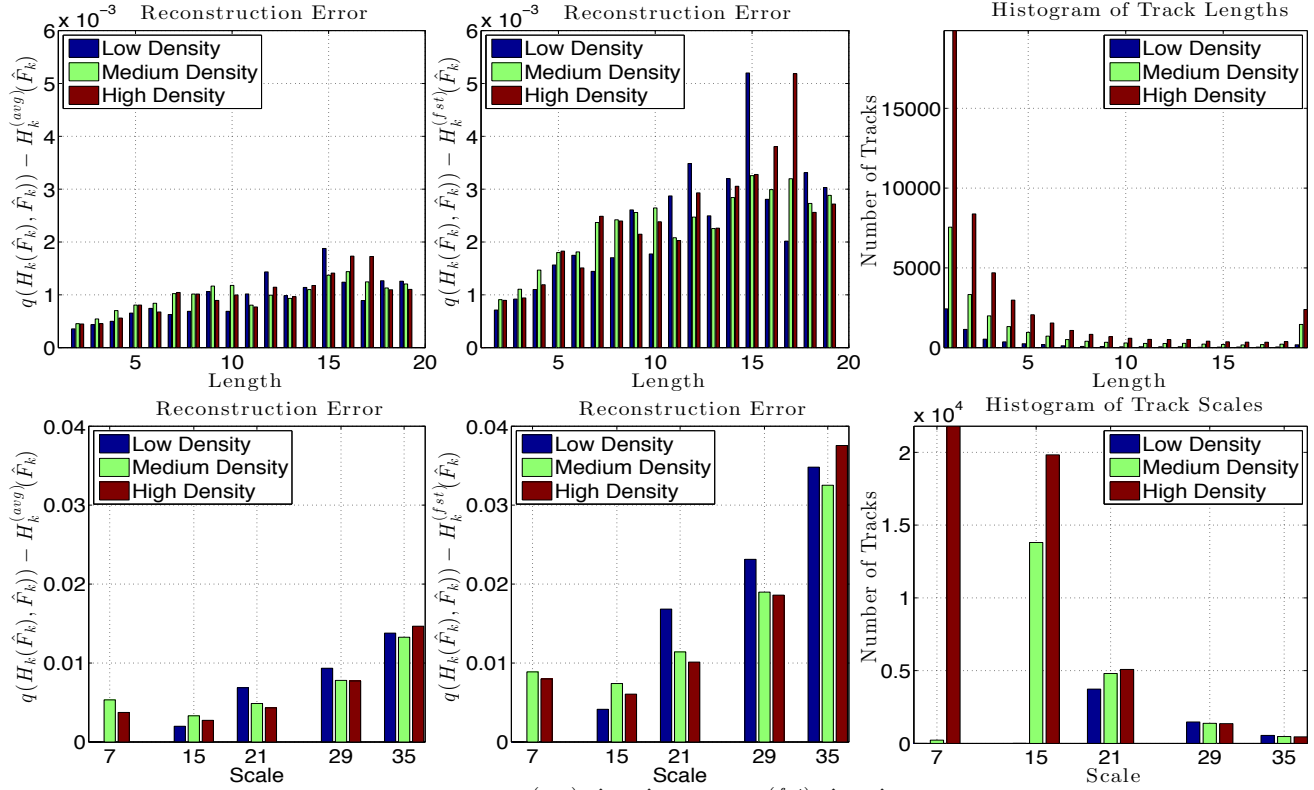 Reconstruction Error
x 10⁻³
6
5
4
3
2
1
0
5
10
15
20
Length
q(H_k(F̂_k), F̂_k)) − H_k^(avg)(F̂_k)
Low Density
Medium Density
High Density
Reconstruction Error
x 10⁻³
6
5
4
3
2
1
0
5
10
15
20
Length
q(H_k(F̂_k), F̂_k)) − H_k^(fst)(F̂_k)
Low Density
Medium Density
High Density
Histogram of Track Lengths
15000
10000
5000
0
5
10
15
Length
Number of Tracks
Low Density
Medium Density
High Density
Reconstruction Error
0.04
0.03
0.02
0.01
0
7
15
21
29
35
Scale
q(H_k(F̂_k), F̂_k)) − H_k^(avg)(F̂_k)
Low Density
Medium Density
High Density
Reconstruction Error
0.04
0.03
0.02
0.01
0
7
15
21
29
35
Scale
q(H_k(F̂_k), F̂_k)) − H_k^(fst)(F̂_k)
Low Density
Medium Density
High Density
Histogram of Track Scales
x 10⁴
2
1.5
1
0.5
0
7
15
21
29
35
Scale
Number of Tracks
Low Density
Medium Density
High Density